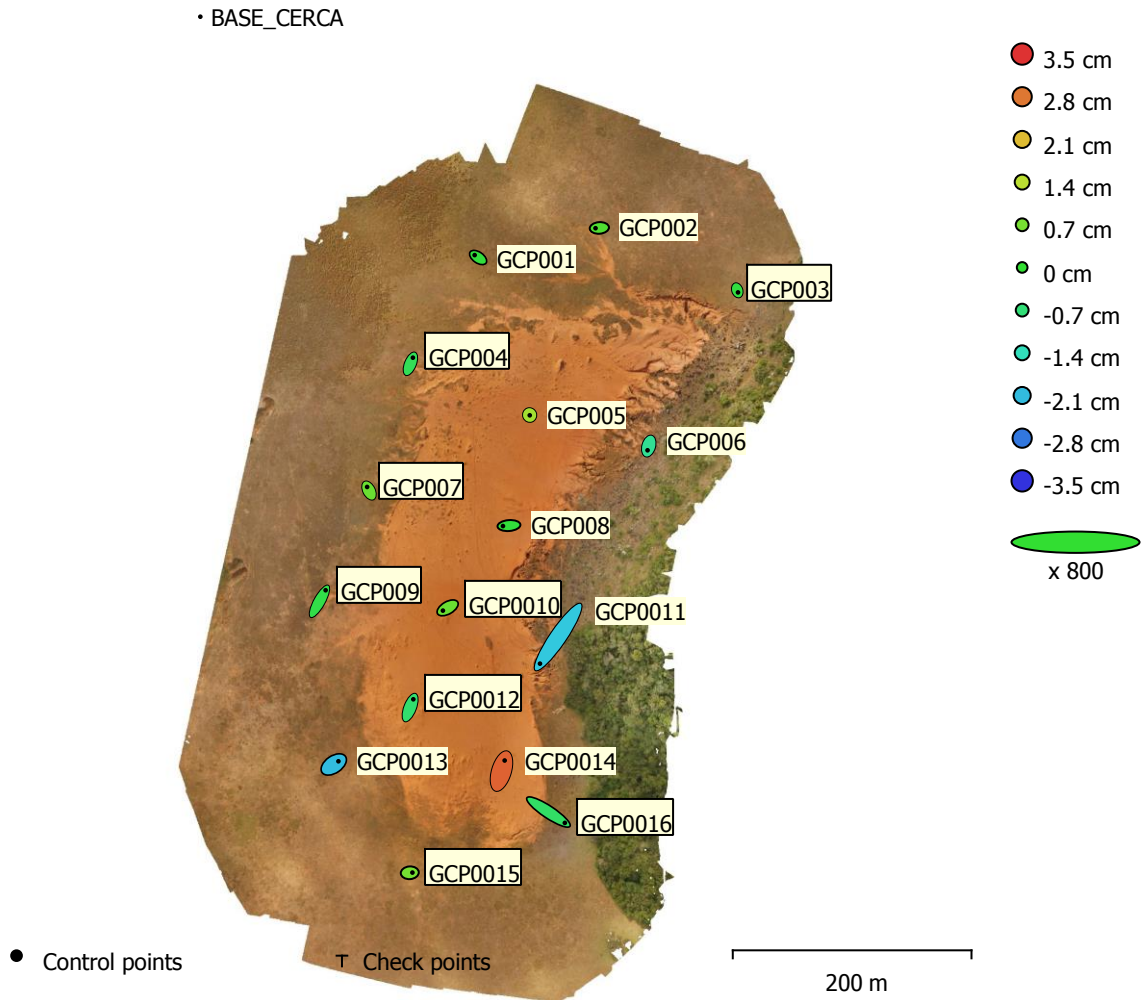 BASE_CERCA
3.5 cm
2.8 cm
2.1 cm
1.4 cm
0.7 cm
0 cm
-0.7 cm
-1.4 cm
-2.1 cm
-2.8 cm
-3.5 cm
x 800
GCP002
GCP001
GCP003
GCP004
GCP005
GCP006
GCP007
GCP008
GCP009
GCP0010
GCP0011
GCP0012
GCP0013
GCP0014
GCP0016
GCP0015
Control points
Check points
200 m